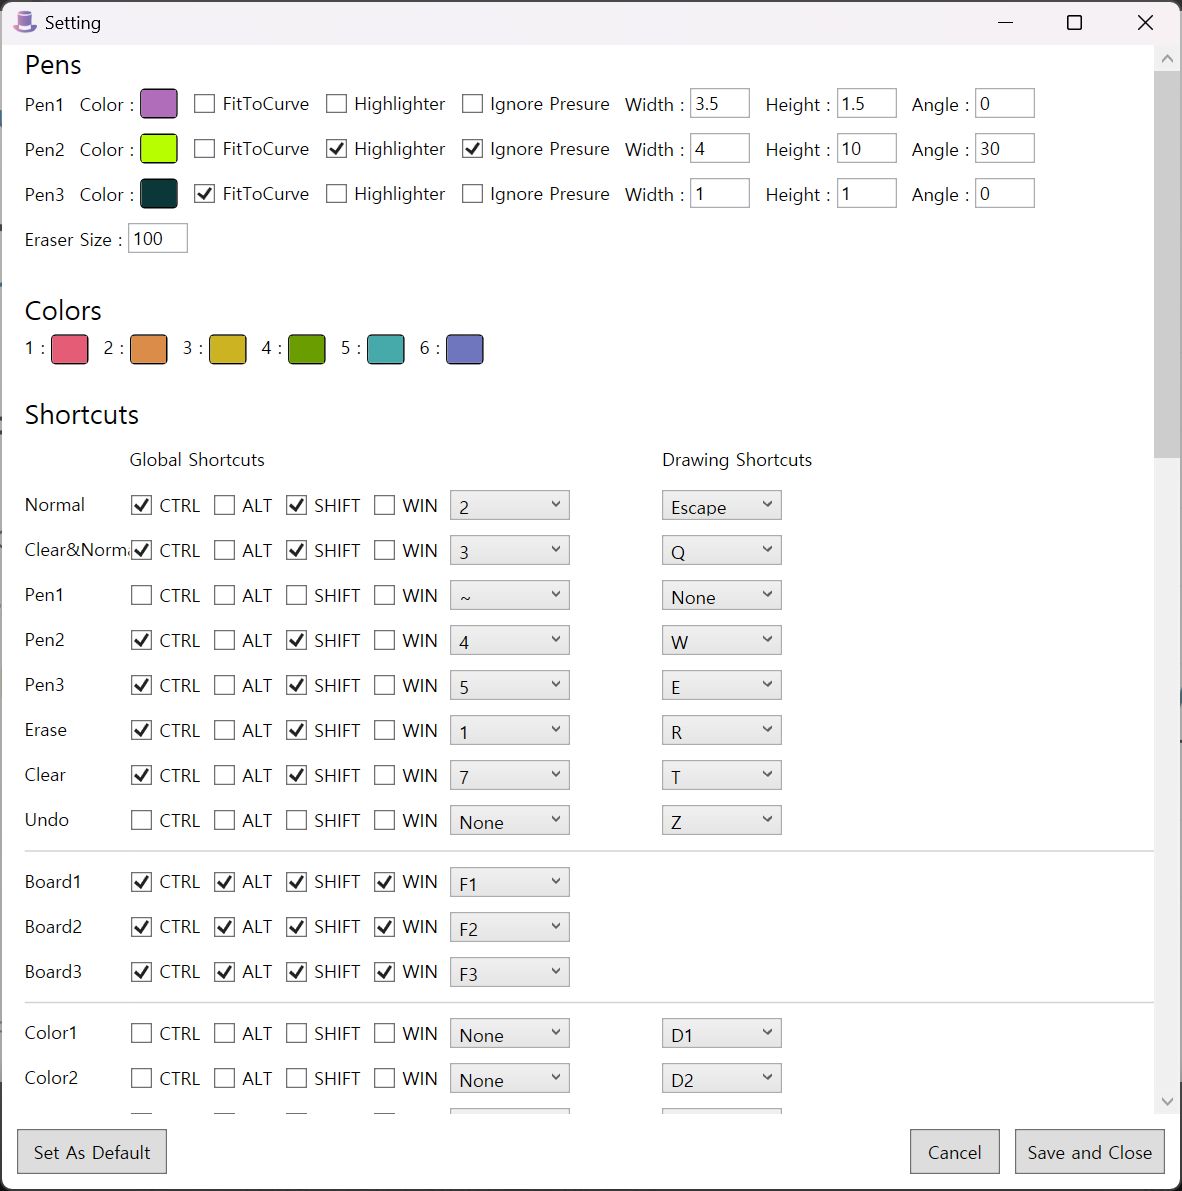 Setting
Pens
Pen1 Color : FitToCurve Highlighter Ignore Presure Width : 3.5 Height : 1.5 Angle : 0
Pen2 Color : FitToCurve Highlighter Ignore Presure Width : 4 Height : 10 Angle : 30
Pen3 Color : FitToCurve Highlighter Ignore Presure Width : 1 Height : 1 Angle : 0
Eraser Size : 100
Colors
1 : 2 : 3 : 4 : 5 : 6 :
Shortcuts
Global Shortcuts Drawing Shortcuts
Normal CTRL ALT SHIFT WIN 2 Escape
Clear&Norma CTRL ALT SHIFT WIN 3 Q
Pen1 CTRL ALT SHIFT WIN ~ None
Pen2 CTRL ALT SHIFT WIN 4 W
Pen3 CTRL ALT SHIFT WIN 5 E
Erase CTRL ALT SHIFT WIN 1 R
Clear CTRL ALT SHIFT WIN 7 T
Undo CTRL ALT SHIFT WIN None Z
Board1 CTRL ALT SHIFT WIN F1
Board2 CTRL ALT SHIFT WIN F2
Board3 CTRL ALT SHIFT WIN F3
Color1 CTRL ALT SHIFT WIN None D1
Color2 CTRL ALT SHIFT WIN None D2
Set As Default Cancel Save and Close